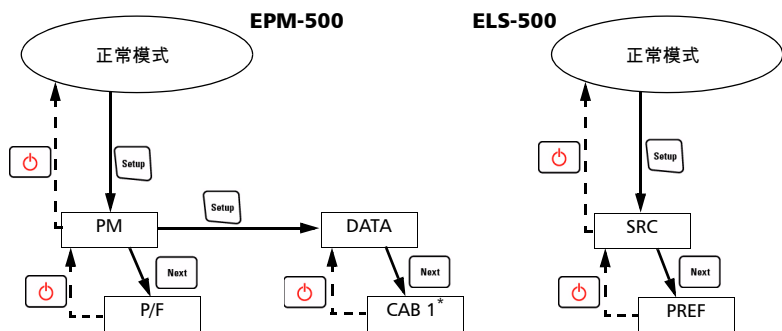 EPM-500
ELS-500
正常模式
正常模式
Setup
Setup
Setup
PM
DATA
SRC
Next
Next
Next
P/F
CAB 1*
PREF